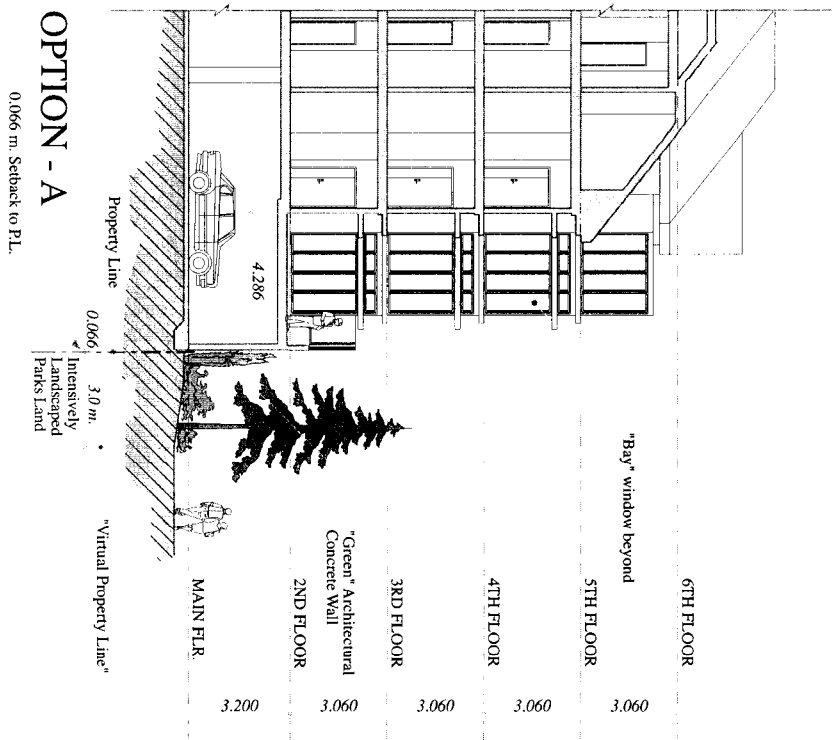 6TH FLOOR
3.060
"Bay" window beyond
5TH FLOOR
3.060
4TH FLOOR
3.060
3RD FLOOR
3.060
"Green" Architectural
Concrete Wall
2ND FLOOR
3.200
4.286
MAIN FLR.
Property Line
0.066
3.0 m.
Intensively
Landscaped
Parks Land
"Virtual Property Line"
OPTION - A
0.066 m. Setback to P.L.